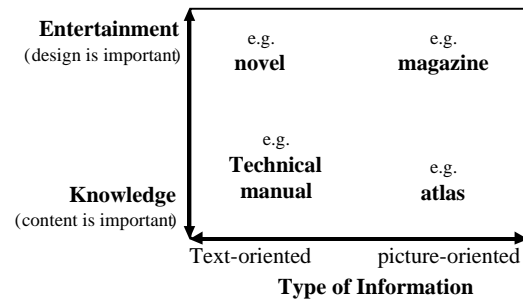 Entertainment
(design is important)
e.g.
novel
e.g.
magazine
e.g.
Technical
manual
e.g.
atlas
Knowledge
(content is important)
Text-oriented
picture-oriented
Type of Information